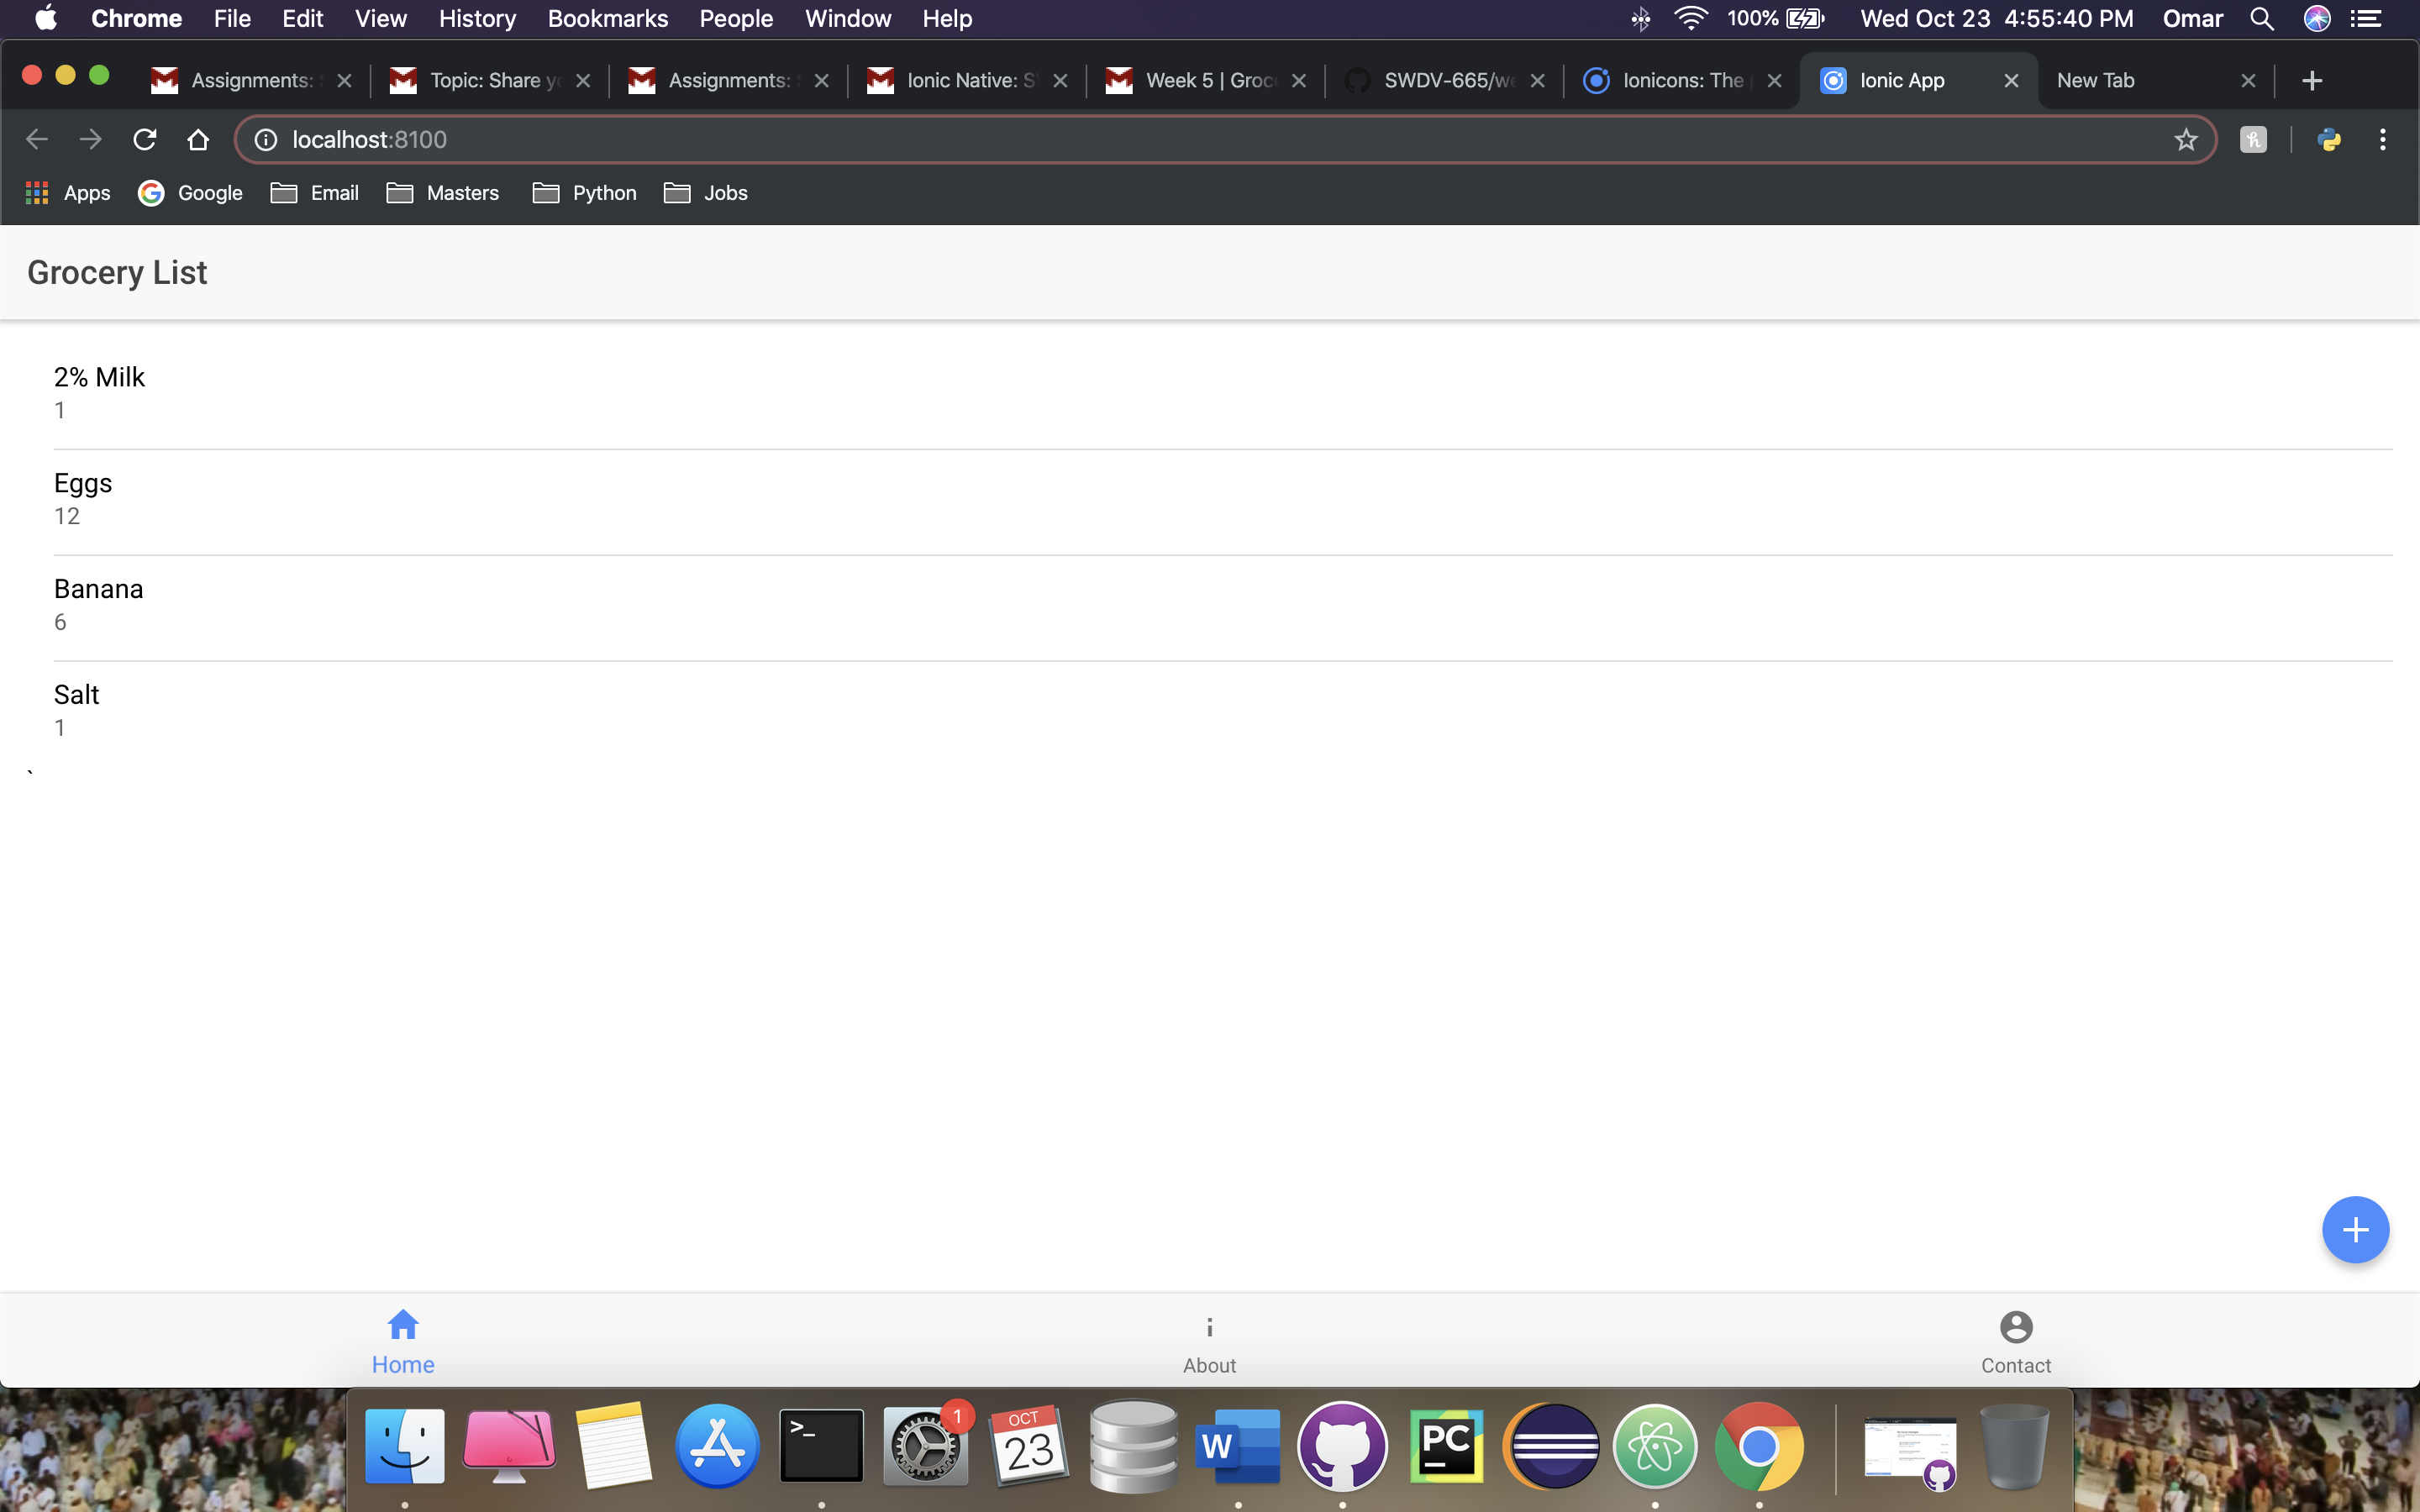 Chrome File Edit View History Bookmarks People Window Help 100% Wed Oct 23 4:55:40 PM Omar
Assignments: Topic: Share Assignments: Ionic Native: Week 5 | Groc SWDV-665/we Ionicons: The Ionic App New Tab
localhost:8100
Apps Google Email Masters Python Jobs
Grocery List
2% Milk
1
Eggs
12
Banana
6
Salt
1
`
Home About Contact
>_ 1 OCT 23 W PC